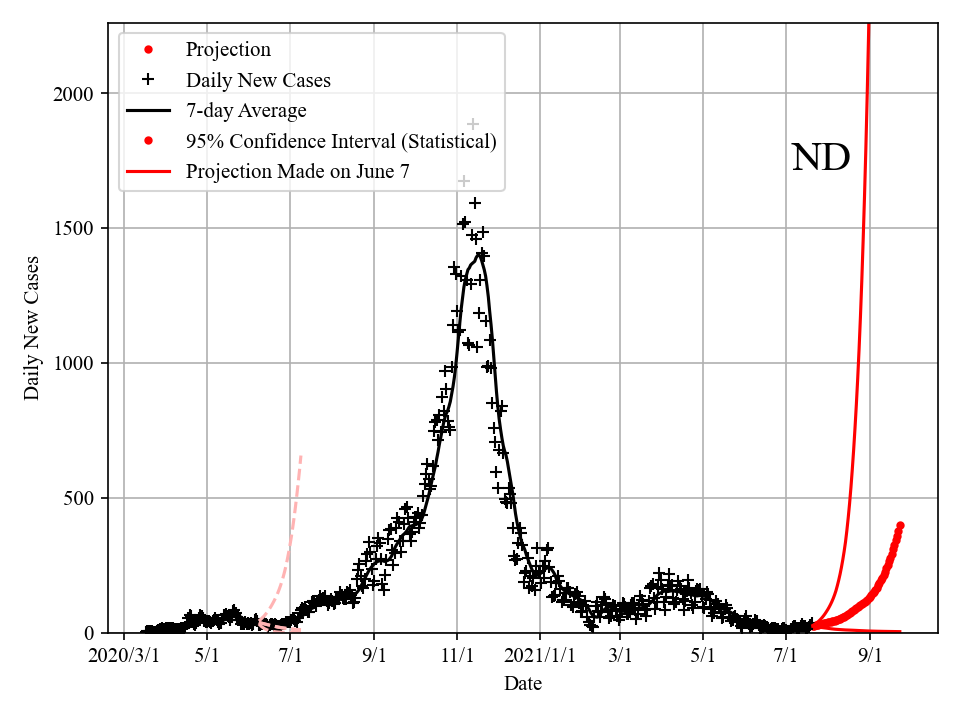 Projection
Daily New Cases
7-day Average
95% Confidence Interval (Statistical)
Projection Made on June 7
ND
2000
1500
1000
500
0
Daily New Cases
2020/3/1 5/1 7/1 9/1 11/1 2021/1/1 3/1 5/1 7/1 9/1
Date